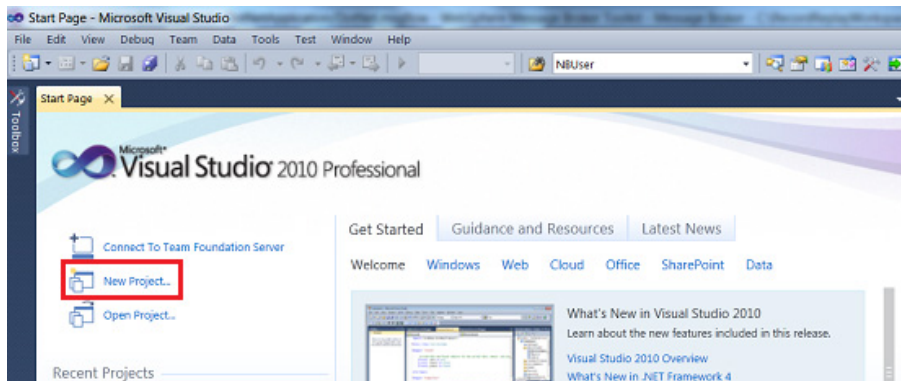 Start Page - Microsoft Visual Studio
File Edit View Debug Team Data Tools Test Window Help
NBUser
Toolbox
Start Page
Microsoft®
Visual Studio® 2010 Professional
Get Started Guidance and Resources Latest News
Connect To Team Foundation Server
New Project...
Open Project...
Welcome Windows Web Cloud Office SharePoint Data
What's New in Visual Studio 2010
Learn about the new features included in this release.
Visual Studio 2010 Overview
What's New in .NET Framework 4
Recent Projects